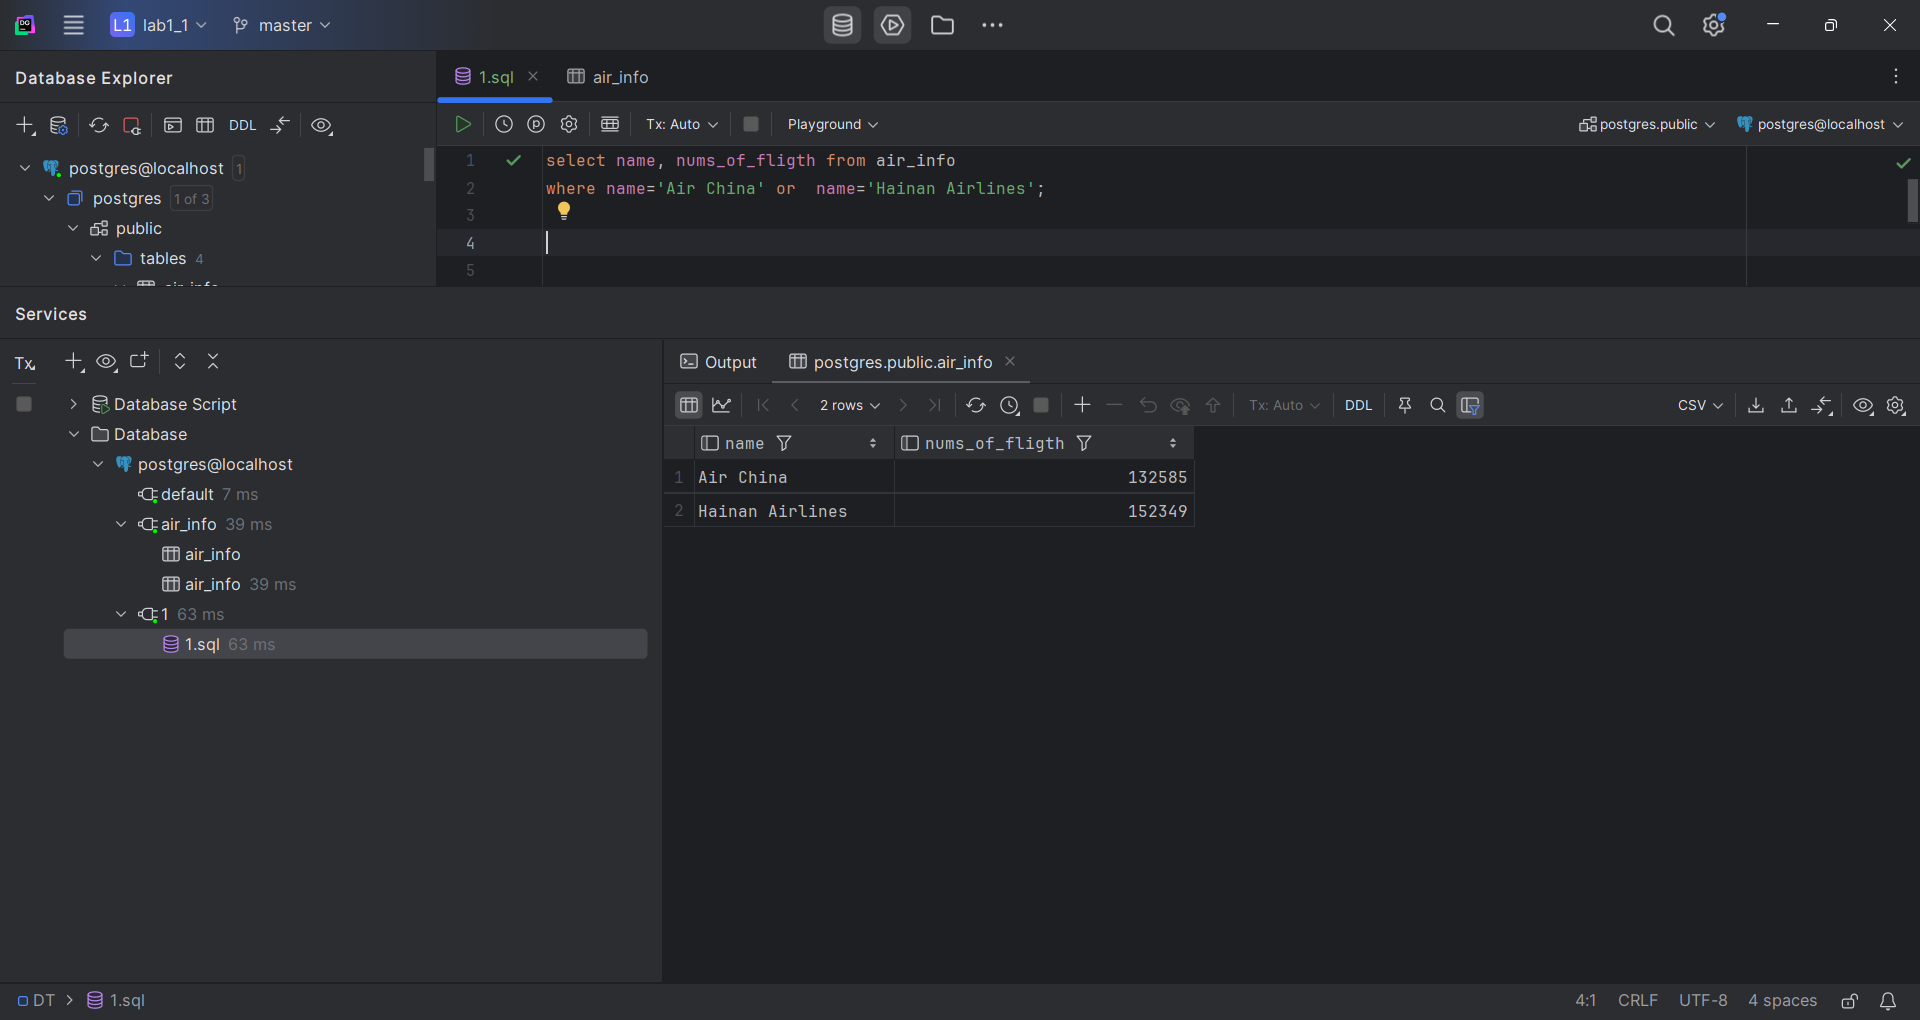 L1 lab1_1 master
Database Explorer
1.sql air_info
DDL
Tx: Auto Playground postgres.public postgres@localhost
postgres@localhost 1
postgres 1 of 3
public
tables 4
air_info
1 select name, nums_of_fligth from air_info
2 where name='Air China' or  name='Hainan Airlines';
3
4
5
Services
Tx
Database Script
Database
postgres@localhost
default 7 ms
air_info 39 ms
air_info
air_info 39 ms
1 63 ms
1.sql 63 ms
Output postgres.public.air_info
2 rows Tx: Auto DDL CSV
name nums_of_fligth
1 Air China 132585
2 Hainan Airlines 152349
DT 1.sql
4:1 CRLF UTF-8 4 spaces